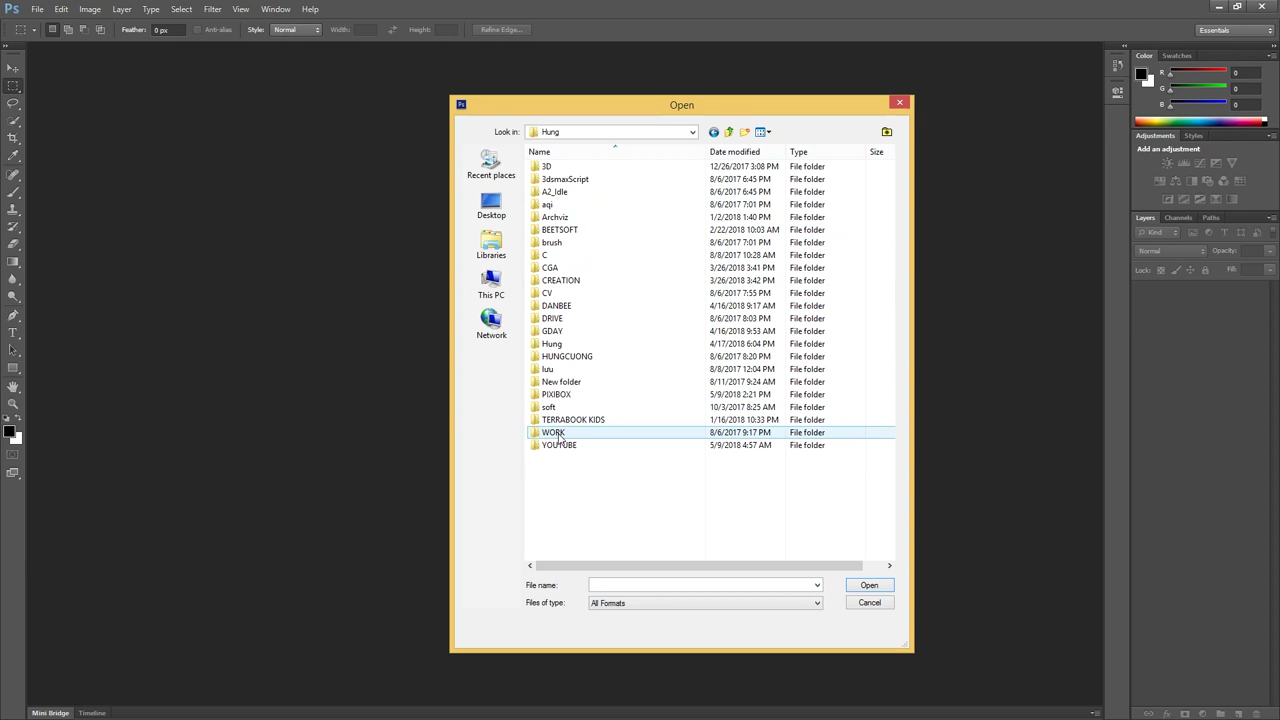 Ps File Edit Image Layer Type Select Filter View Window Help
Feather: 0 px Anti-alias Style: Normal Width: Height: Refine Edge... Essentials
Color Swatches
R 0
G 0
B 0
Adjustments Styles
Add an adjustment
Layers Channels Paths
Kind
Normal Opacity:
Lock: Fill:
Open
Look in: Hung
Name Date modified Type Size
3D 12/26/2017 3:08 PM File folder
3dsmaxScript 8/6/2017 6:45 PM File folder
A2_Idle 8/6/2017 6:45 PM File folder
aqi 8/6/2017 7:01 PM File folder
Archviz 1/2/2018 1:40 PM File folder
BEETSOFT 2/22/2018 10:03 AM File folder
brush 8/6/2017 7:01 PM File folder
C 8/8/2017 10:28 AM File folder
CGA 3/26/2018 3:41 PM File folder
CREATION 3/26/2018 3:42 PM File folder
CV 8/6/2017 7:55 PM File folder
DANBEE 4/16/2018 9:17 AM File folder
DRIVE 8/6/2017 8:03 PM File folder
GDAY 4/16/2018 9:53 AM File folder
Hung 4/17/2018 6:04 PM File folder
HUNGCUONG 8/6/2017 8:20 PM File folder
luu 8/8/2017 12:04 PM File folder
New folder 8/11/2017 9:24 AM File folder
PIXIBOX 5/9/2018 2:21 PM File folder
soft 10/3/2017 8:25 AM File folder
TERRABOOK KIDS 1/16/2018 10:33 PM File folder
WORK 8/6/2017 9:17 PM File folder
YOUTUBE 5/9/2018 4:57 AM File folder
Recent places
Desktop
Libraries
This PC
Network
File name: Open
Files of type: All Formats Cancel
Mini Bridge Timeline